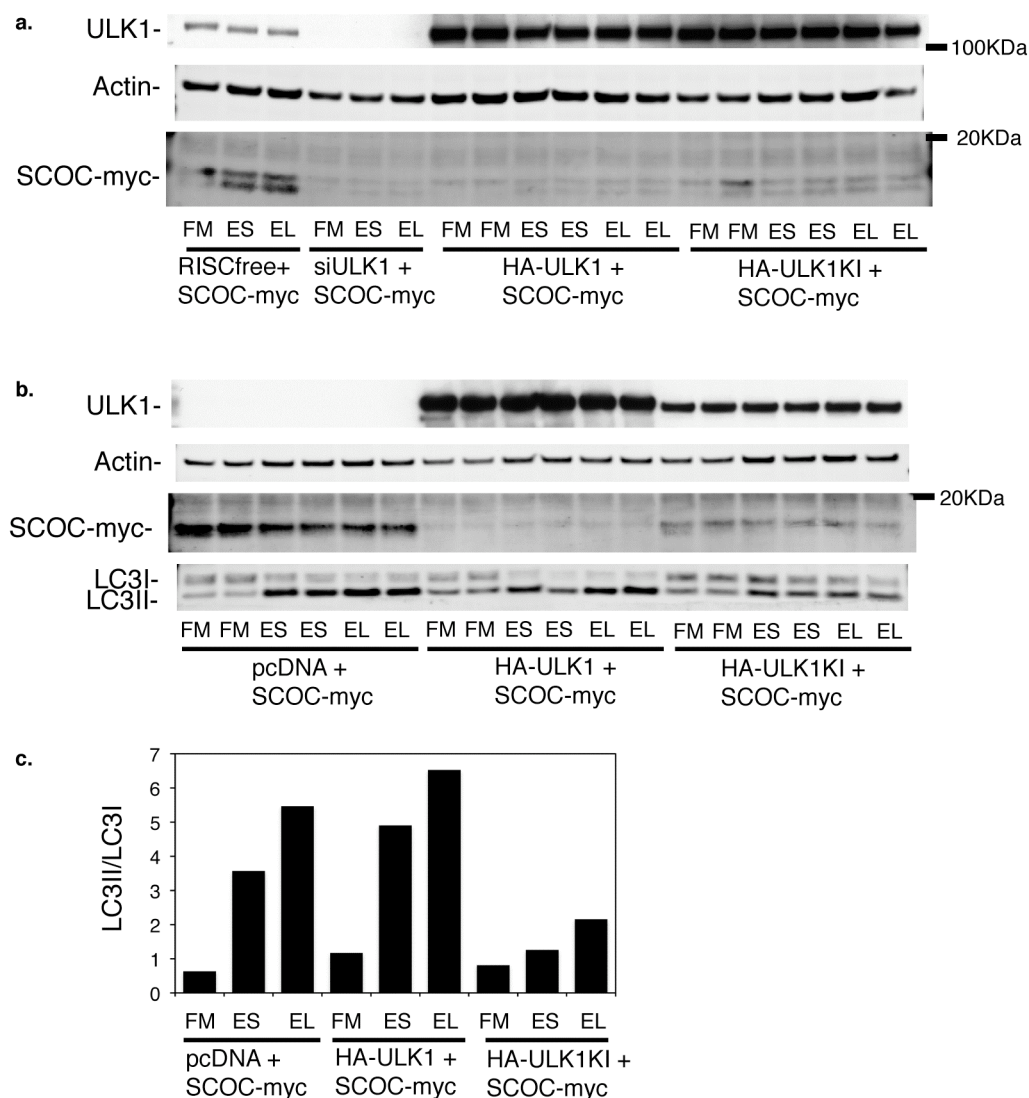 a.
ULK1-
100KDa
Actin-
20KDa
SCOC-myc-
FM ES EL FM ES EL FM FM ES ES EL EL FM FM ES ES EL EL
RISCfree+ SCOC-myc
siULK1 + SCOC-myc
HA-ULK1 + SCOC-myc
HA-ULK1KI + SCOC-myc
b.
ULK1-
Actin-
20KDa
SCOC-myc-
LC3I-
LC3II-
FM FM ES ES EL EL FM FM ES ES EL EL FM FM ES ES EL EL
pcDNA + SCOC-myc
HA-ULK1 + SCOC-myc
HA-ULK1KI + SCOC-myc
c.
LC3II/LC3I
7
6
5
4
3
2
1
0
FM ES EL FM ES EL FM ES EL
pcDNA + SCOC-myc
HA-ULK1 + SCOC-myc
HA-ULK1KI + SCOC-myc